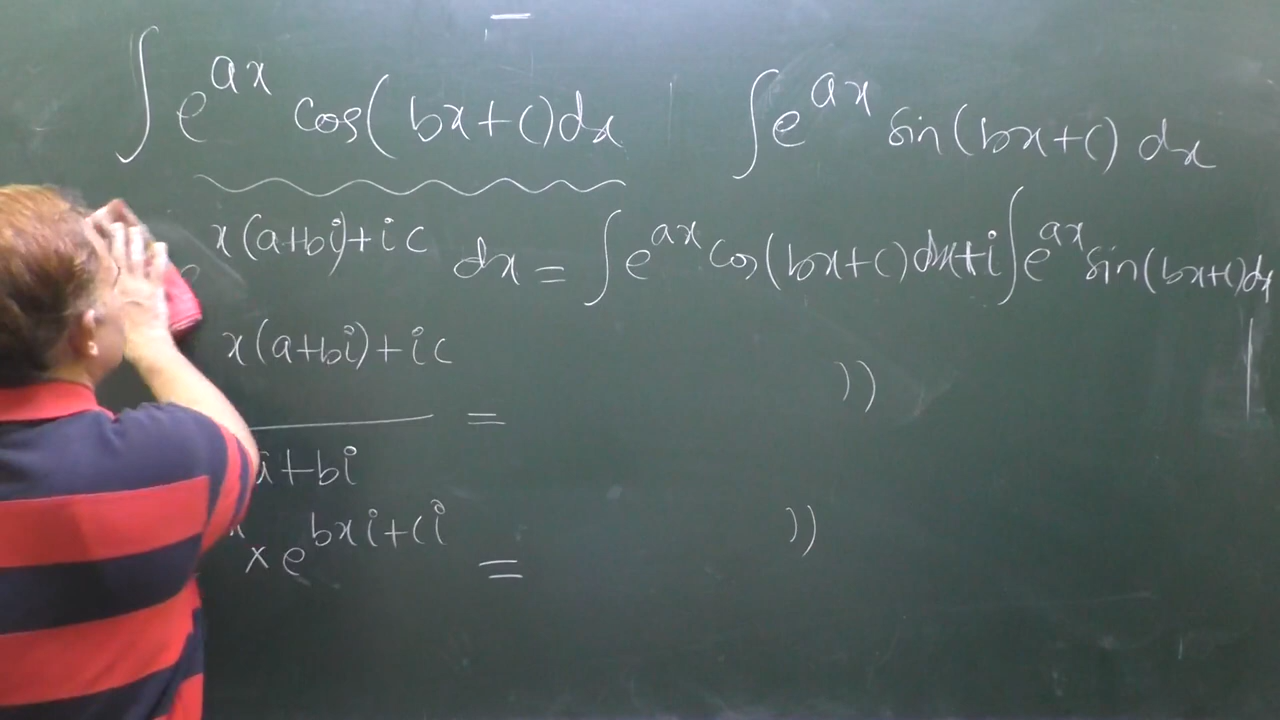 ∫ e^{ax} cos(bx+c)dx | ∫ e^{ax} sin(bx+c) dx
e^{x(a+bi)+ic} dx = ∫ e^{ax} cos(bx+c)dx+i ∫ e^{ax} sin(bx+c)dx
x(a+bi)+ic
= ))
a+bi
x × e^{bxi+ci} = ))